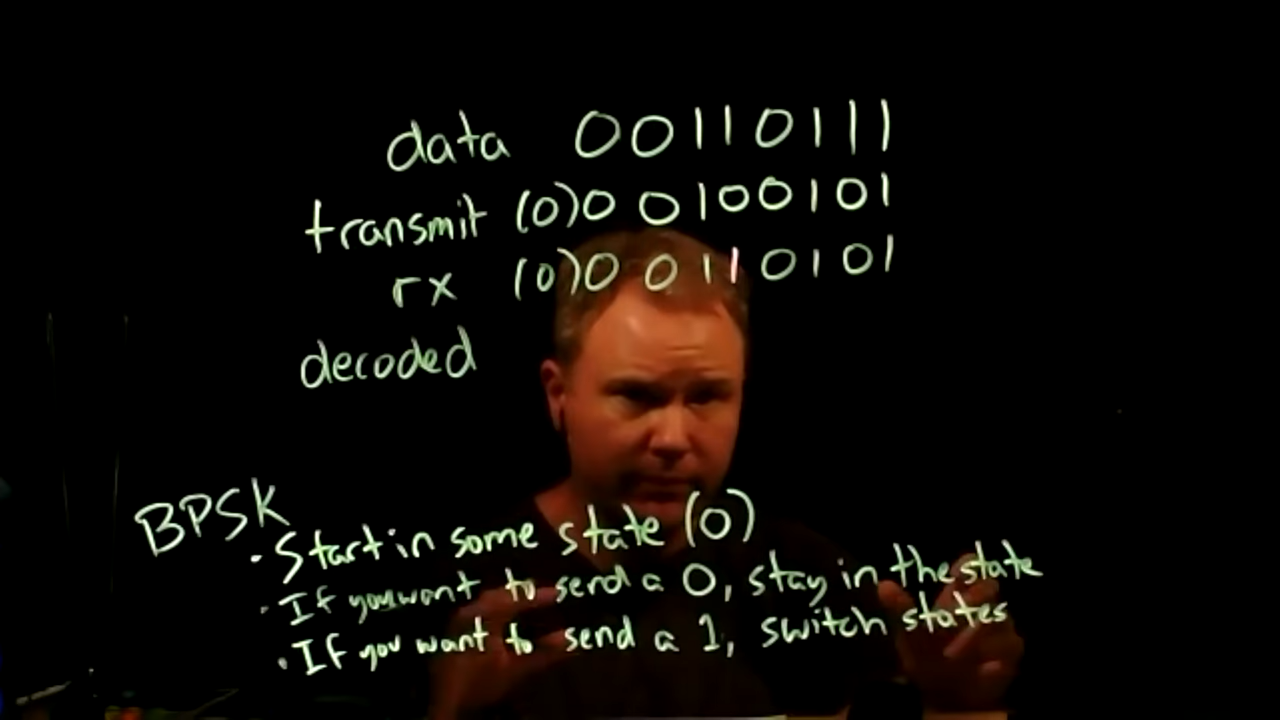 data 00110111
transmit (0)00100101
rx (0)00110101
decoded
BPSK
· Start in some state (0)
· If you want to send a 0, stay in the state
· If you want to send a 1, switch states